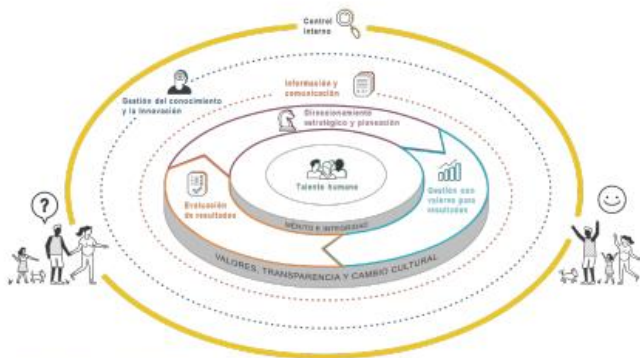 Control
interno
Información y
comunicación
Gestión del conocimiento
y la innovación
Direccionamiento
estratégico y planeación
Talento humano
Evaluación
de resultados
Gestión con
valores para
resultados
MÉRITO E INTEGRIDAD
VALORES, TRANSPARENCIA Y CAMBIO CULTURAL
?